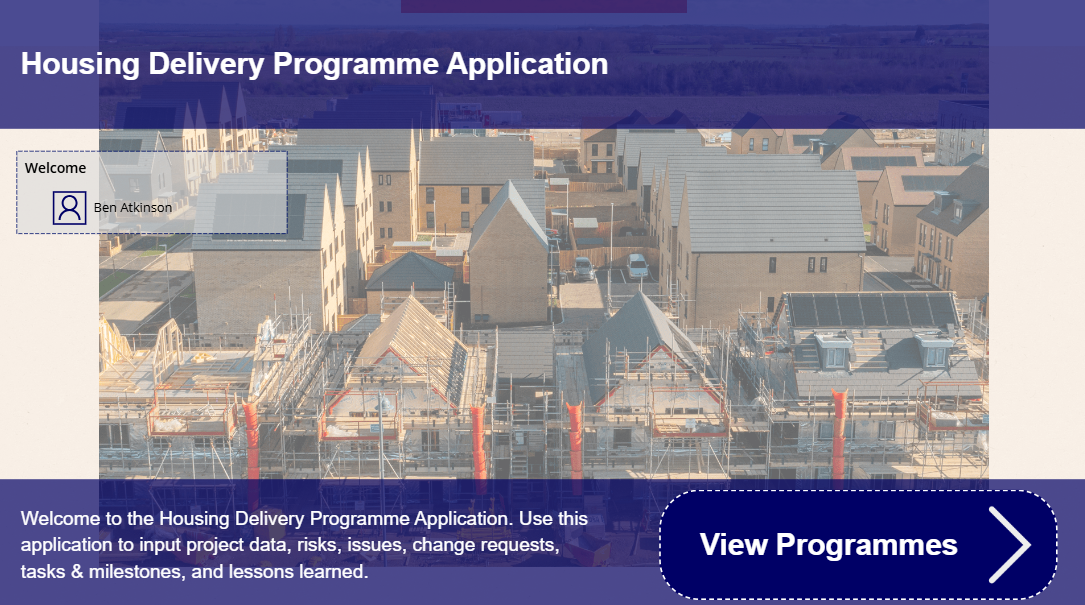 Housing Delivery Programme Application
Welcome
Ben Atkinson
Welcome to the Housing Delivery Programme Application. Use this
application to input project data, risks, issues, change requests,
tasks & milestones, and lessons learned.
View Programmes